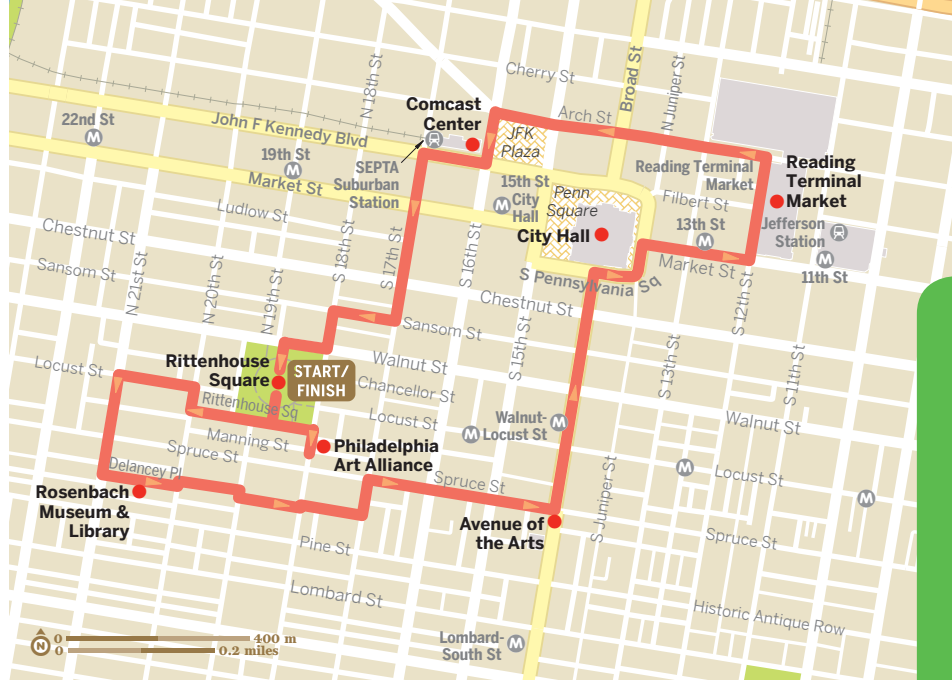 Cherry St
Broad St
N Juniper St
N 18th St
Comcast
Center
Arch St
22nd St
M
John F Kennedy Blvd
JFK
Plaza
19th St
M
SEPTA
Suburban
Station
Reading Terminal
Market
Reading
Terminal
Market
Market St
15th St
M
City
Hall
Penn
Square
Filbert St
Ludlow St
13th St
M
Jefferson
Station
City Hall
Chestnut St
S 18th St
S 17th St
S 16th St
Market St
M
11th St
Sansom St
N 21st St
N 20th St
N 19th St
S Pennsylvania Sq
Chestnut St
S 12th St
Sansom St
S 15th St
S 13th St
S 11th St
Locust St
Rittenhouse
Square
START/
FINISH
Walnut St
Chancellor St
Rittenhouse Sq
Locust St
Walnut-
Locust St
M
M
Walnut St
Manning St
Philadelphia
Art Alliance
Spruce St
Delancey Pl
M
Locust St
M
Spruce St
Rosenbach
Museum &
Library
Avenue of
the Arts
S Juniper St
Spruce St
Pine St
Lombard St
Historic Antique Row
Lombard-
South St
M
N
0 400 m
0 0.2 miles